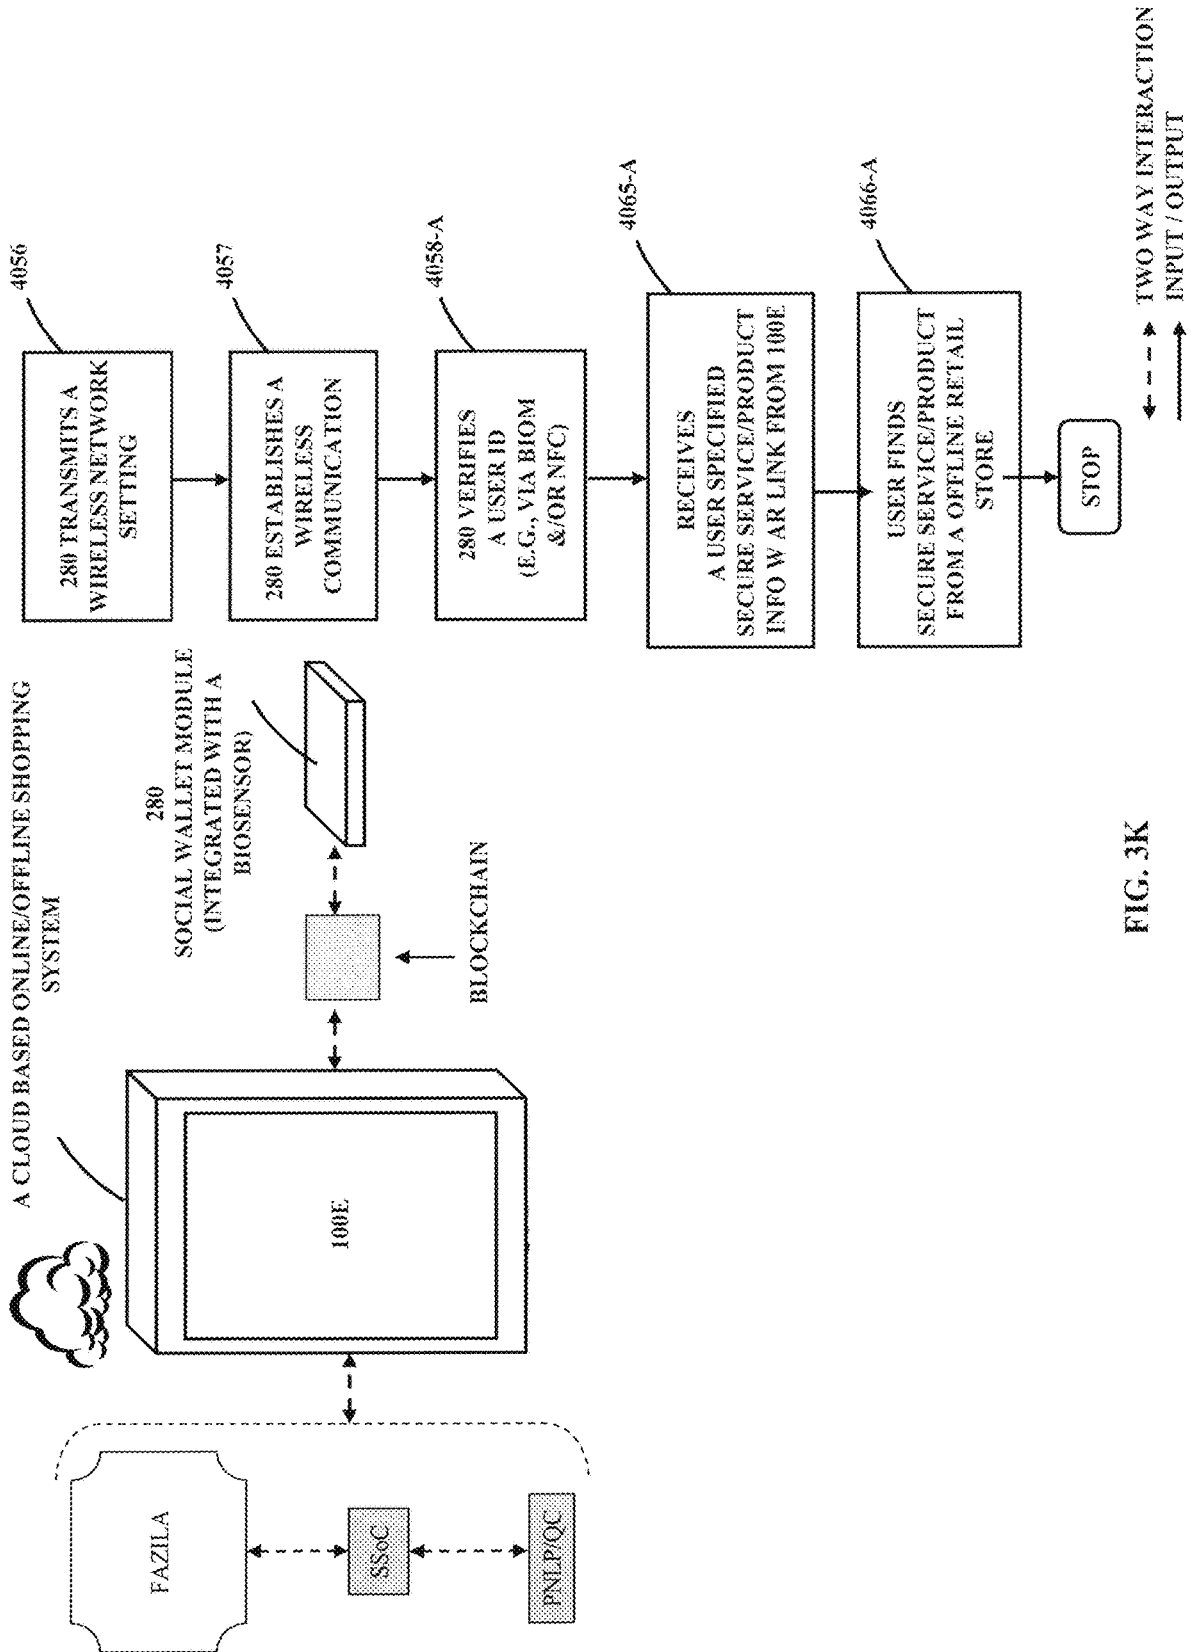 A CLOUD BASED ONLINE/OFFLINE SHOPPING
SYSTEM
FAZILA
SSoC
PNLP/QC
100E
BLOCKCHAIN
280
SOCIAL WALLET MODULE
(INTEGRATED WITH A
BIOSENSOR)
280 TRANSMITS A
WIRELESS NETWORK
SETTING
4056
280 ESTABLISHES A
WIRELESS
COMMUNICATION
4057
280 VERIFIES
A USER ID
(E.G., VIA BIOM
&/OR NFC)
4058-A
RECEIVES
A USER SPECIFIED
SECURE SERVICE/PRODUCT
INFO W AR LINK FROM 100E
4065-A
USER FINDS
SECURE SERVICE/PRODUCT
FROM A OFFLINE RETAIL
STORE
4066-A
STOP
TWO WAY INTERACTION
INPUT / OUTPUT
FIG. 3K